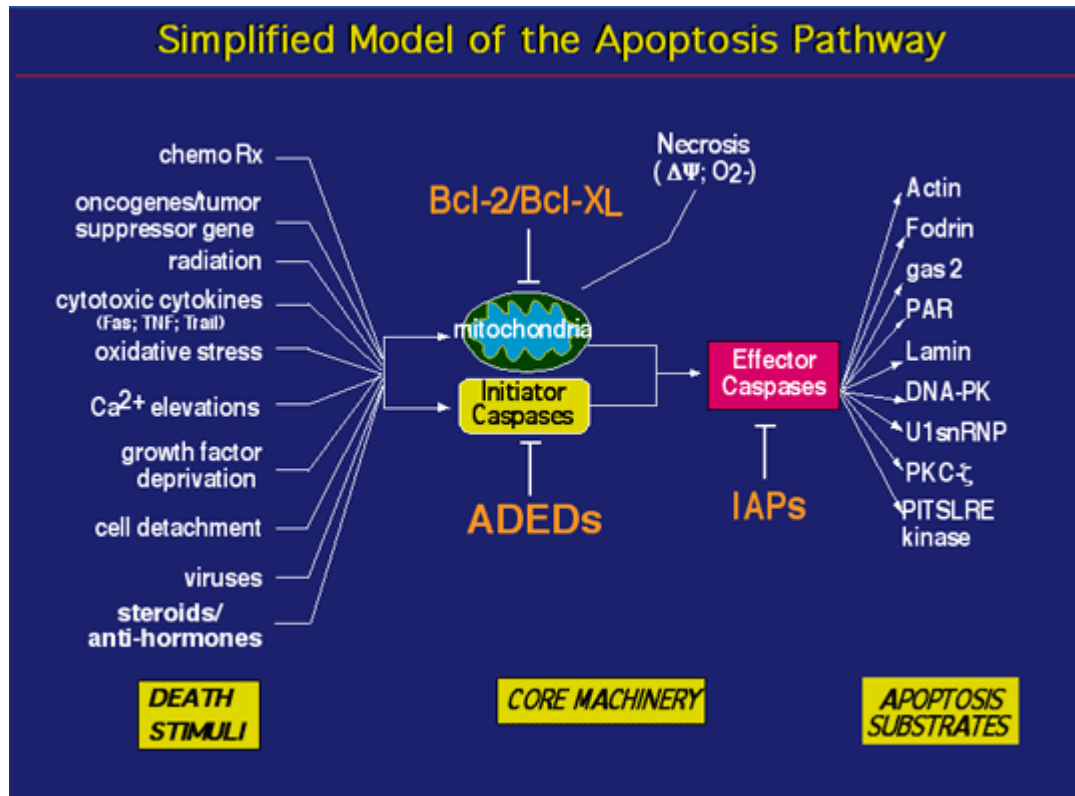 Simplified Model of the Apoptosis Pathway
chemo Rx
oncogenes/tumor
suppressor gene
radiation
cytotoxic cytokines
(Fas; TNF; Trail)
oxidative stress
Ca2+ elevations
growth factor
deprivation
cell detachment
viruses
steroids/
anti-hormones
DEATH
STIMULI
Bcl-2/Bcl-XL
Necrosis
( ΔΨ; O2-)
mitochondria
Initiator
Caspases
ADEDs
Effector
Caspases
IAPs
CORE MACHINERY
Actin
Fodrin
gas 2
PAR
Lamin
DNA-PK
U1snRNP
PKC-ζ
PITSLRE
kinase
APOPTOSIS
SUBSTRATES